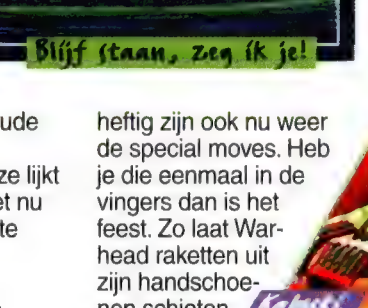 Blijf staan, zeg ik je!
ude
ze lijkt
et nu
te
heftig zijn ook nu weer
de special moves. Heb
je die eenmaal in de
vingers dan is het
feest. Zo laat War-
head raketten uit
zijn handschoe-
nen schieten